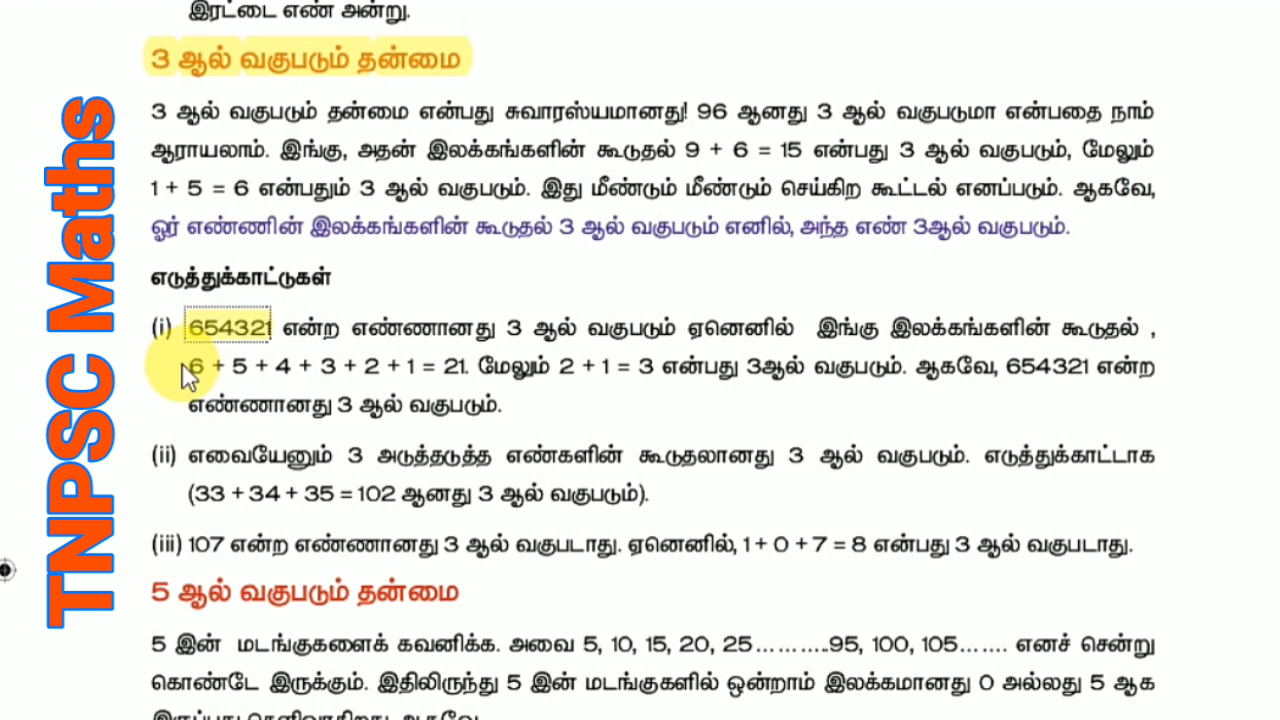 இரட்டை எண் அன்று.
3 ஆல் வகுபடும் தன்மை
3 ஆல் வகுபடும் தன்மை என்பது சுவாரஸ்யமானது! 96 ஆனது 3 ஆல் வகுபடுமா என்பதை நாம்
ஆராயலாம். இங்கு, அதன் இலக்கங்களின் கூடுதல் 9 + 6 = 15 என்பது 3 ஆல் வகுபடும், மேலும்
1 + 5 = 6 என்பதும் 3 ஆல் வகுபடும். இது மீண்டும் மீண்டும் செய்கிற கூட்டல் எனப்படும். ஆகவே,
ஓர் எண்ணின் இலக்கங்களின் கூடுதல் 3 ஆல் வகுபடும் எனில், அந்த எண் 3ஆல் வகுபடும்.
எடுத்துக்காட்டுகள்
(i) 654321 என்ற எண்ணானது 3 ஆல் வகுபடும் ஏனெனில் இங்கு இலக்கங்களின் கூடுதல் ,
6 + 5 + 4 + 3 + 2 + 1 = 21. மேலும் 2 + 1 = 3 என்பது 3ஆல் வகுபடும். ஆகவே, 654321 என்ற
எண்ணானது 3 ஆல் வகுபடும்.
(ii) எவையேனும் 3 அடுத்தடுத்த எண்களின் கூடுதலானது 3 ஆல் வகுபடும். எடுத்துக்காட்டாக
(33 + 34 + 35 = 102 ஆனது 3 ஆல் வகுபடும்).
(iii) 107 என்ற எண்ணானது 3 ஆல் வகுபடாது. ஏனெனில், 1 + 0 + 7 = 8 என்பது 3 ஆல் வகுபடாது.
5 ஆல் வகுபடும் தன்மை
5 இன் மடங்குகளைக் கவனிக்க. அவை 5, 10, 15, 20, 25...........95, 100, 105....... எனச் சென்று
கொண்டே இருக்கும். இதிலிருந்து 5 இன் மடங்குகளில் ஒன்றாம் இலக்கமானது 0 அல்லது 5 ஆக
TNPSC Maths